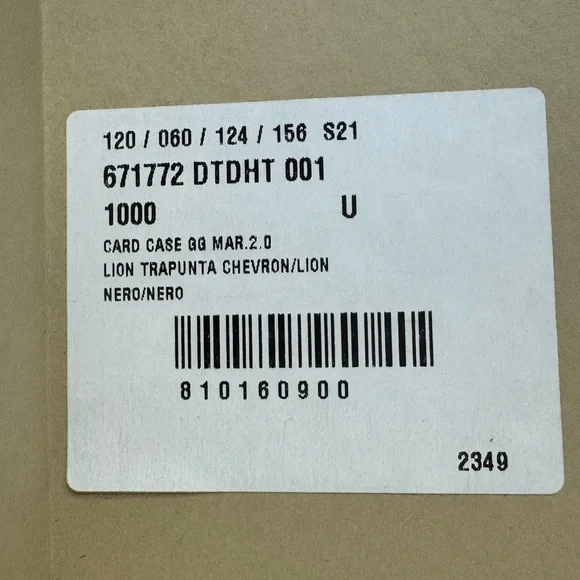 120 / 060 / 124 / 156 S21
671772 DTDHT 001
1000 U
CARD CASE GG MAR.2.0
LION TRAPUNTA CHEVRON/LION
NERO/NERO
810160900
2349